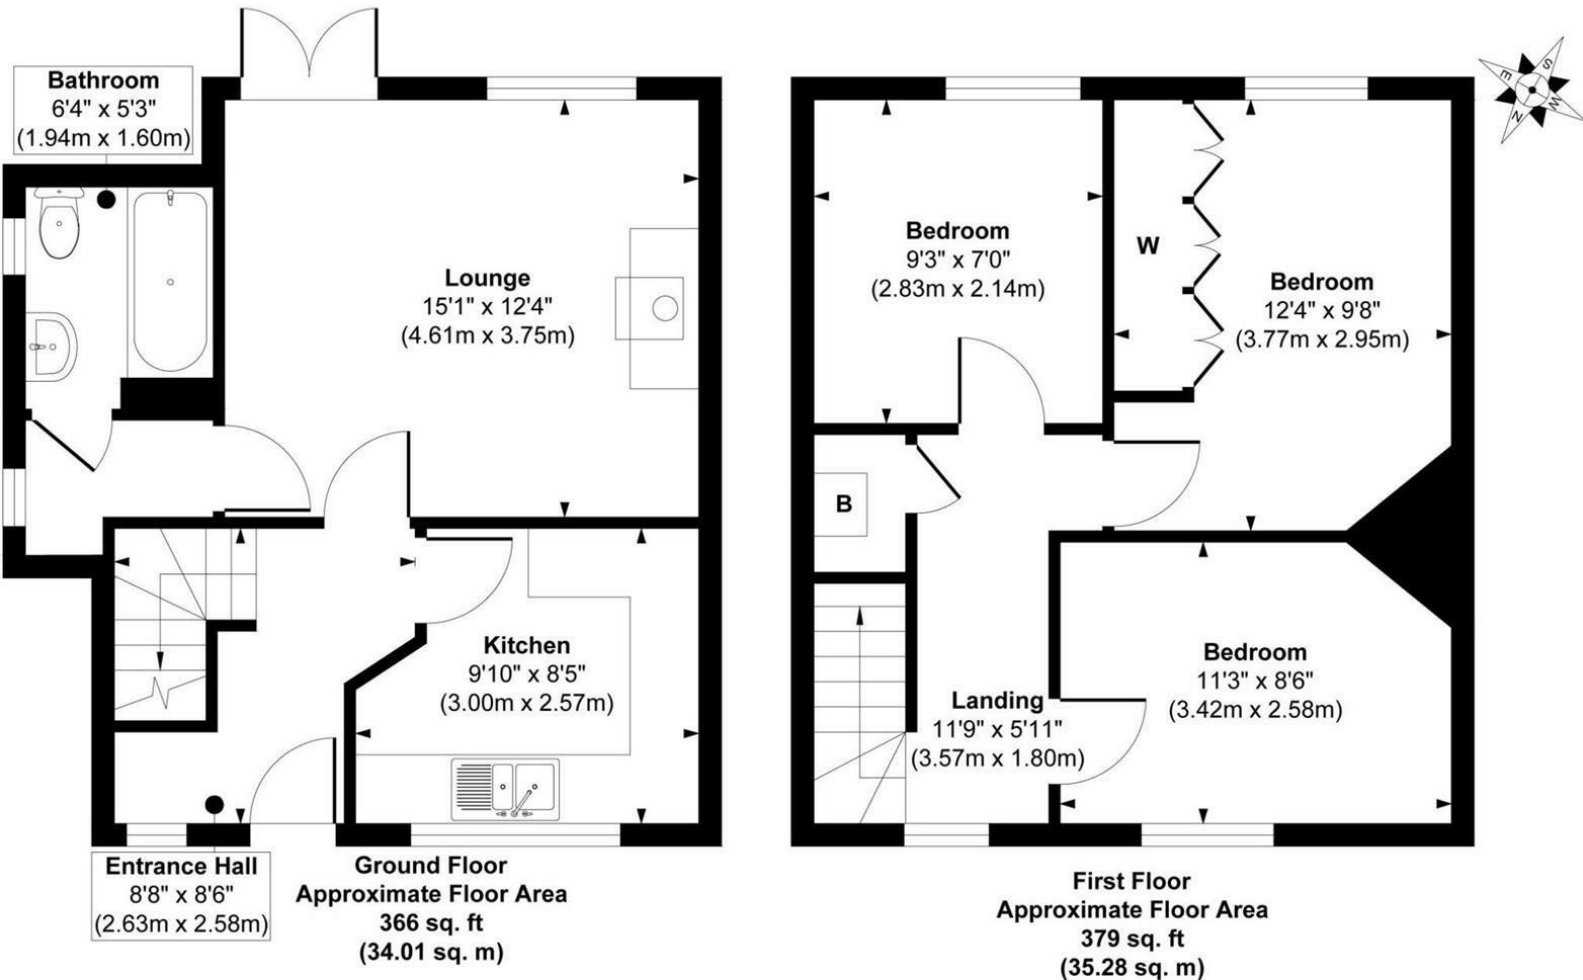 Bathroom
6'4" x 5'3"
(1.94m x 1.60m)
Lounge
15'1" x 12'4"
(4.61m x 3.75m)
Kitchen
9'10" x 8'5"
(3.00m x 2.57m)
Entrance Hall
8'8" x 8'6"
(2.63m x 2.58m)
Ground Floor
Approximate Floor Area
366 sq. ft
(34.01 sq. m)
Bedroom
9'3" x 7'0"
(2.83m x 2.14m)
W
Bedroom
12'4" x 9'8"
(3.77m x 2.95m)
B
Landing
11'9" x 5'11"
(3.57m x 1.80m)
Bedroom
11'3" x 8'6"
(3.42m x 2.58m)
First Floor
Approximate Floor Area
379 sq. ft
(35.28 sq. m)
S
E
W
N